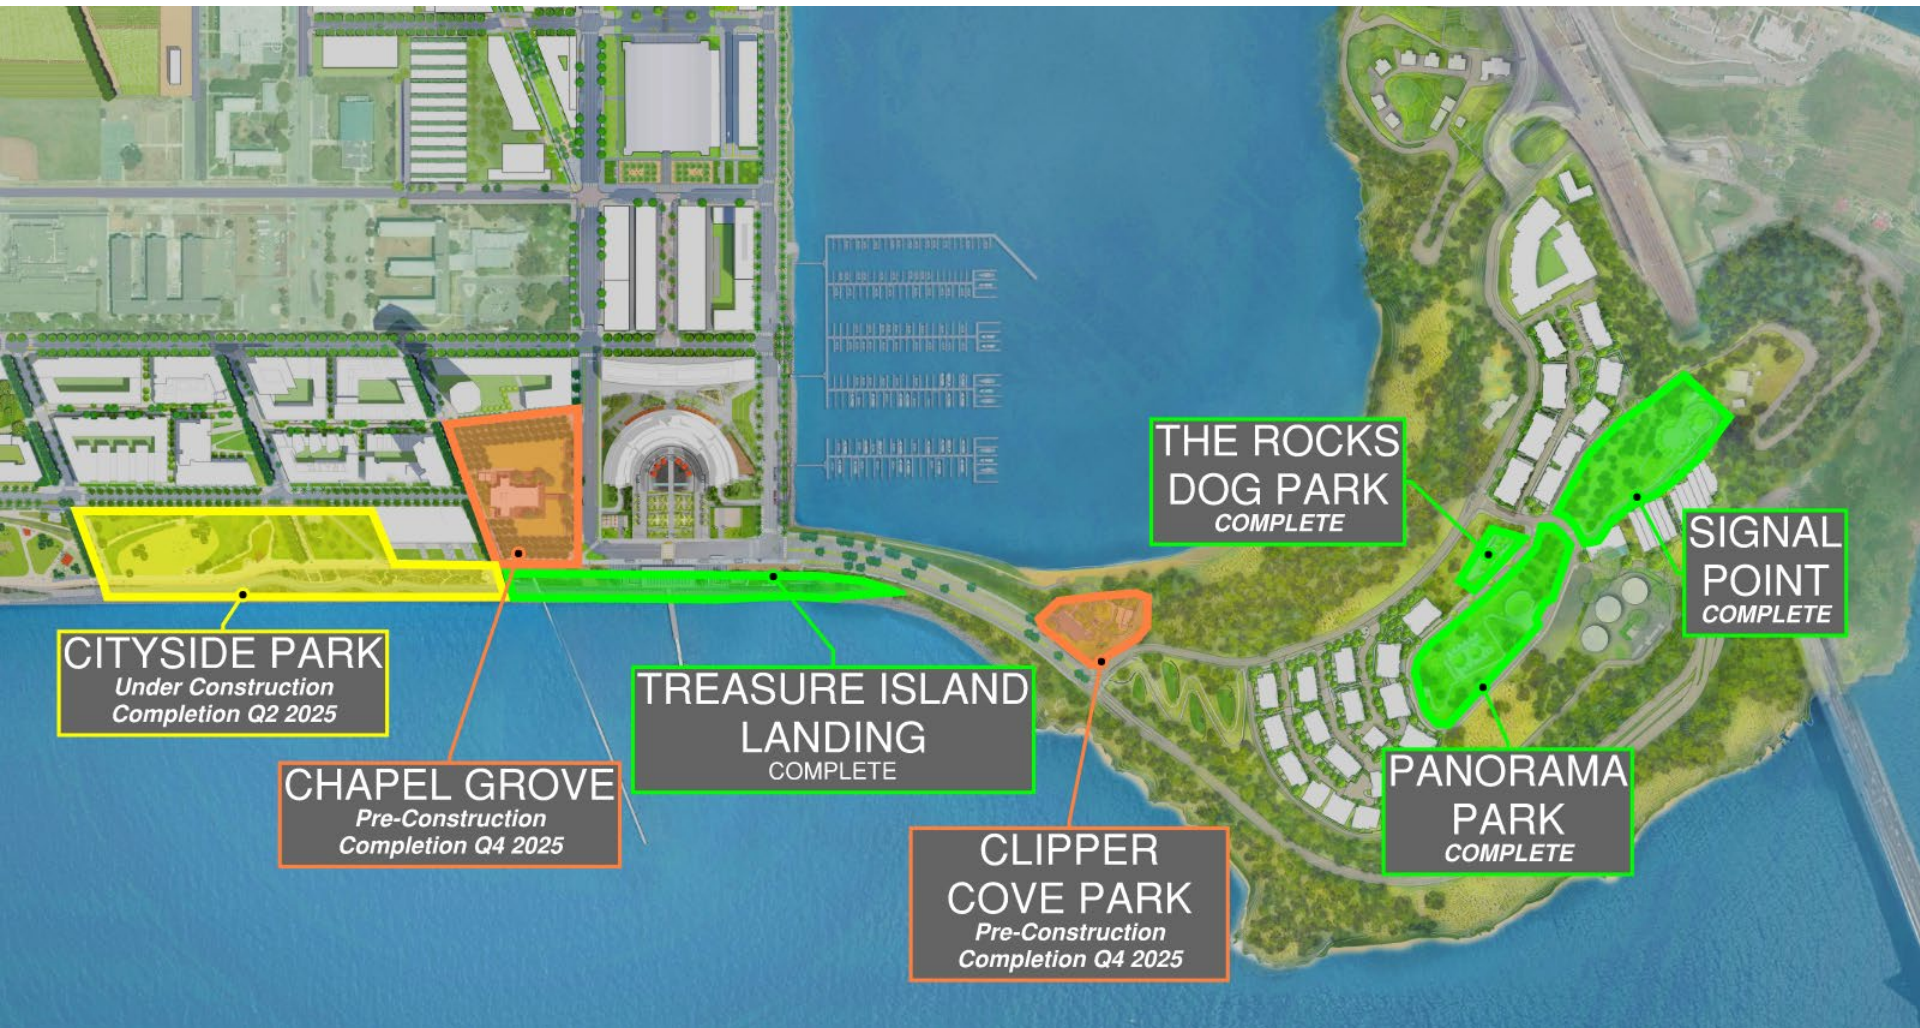 THE ROCKS
DOG PARK
COMPLETE
SIGNAL
POINT
COMPLETE
CITYSIDE PARK
Under Construction
Completion Q2 2025
TREASURE ISLAND
LANDING
COMPLETE
CHAPEL GROVE
Pre-Construction
Completion Q4 2025
PANORAMA
PARK
COMPLETE
CLIPPER
COVE PARK
Pre-Construction
Completion Q4 2025